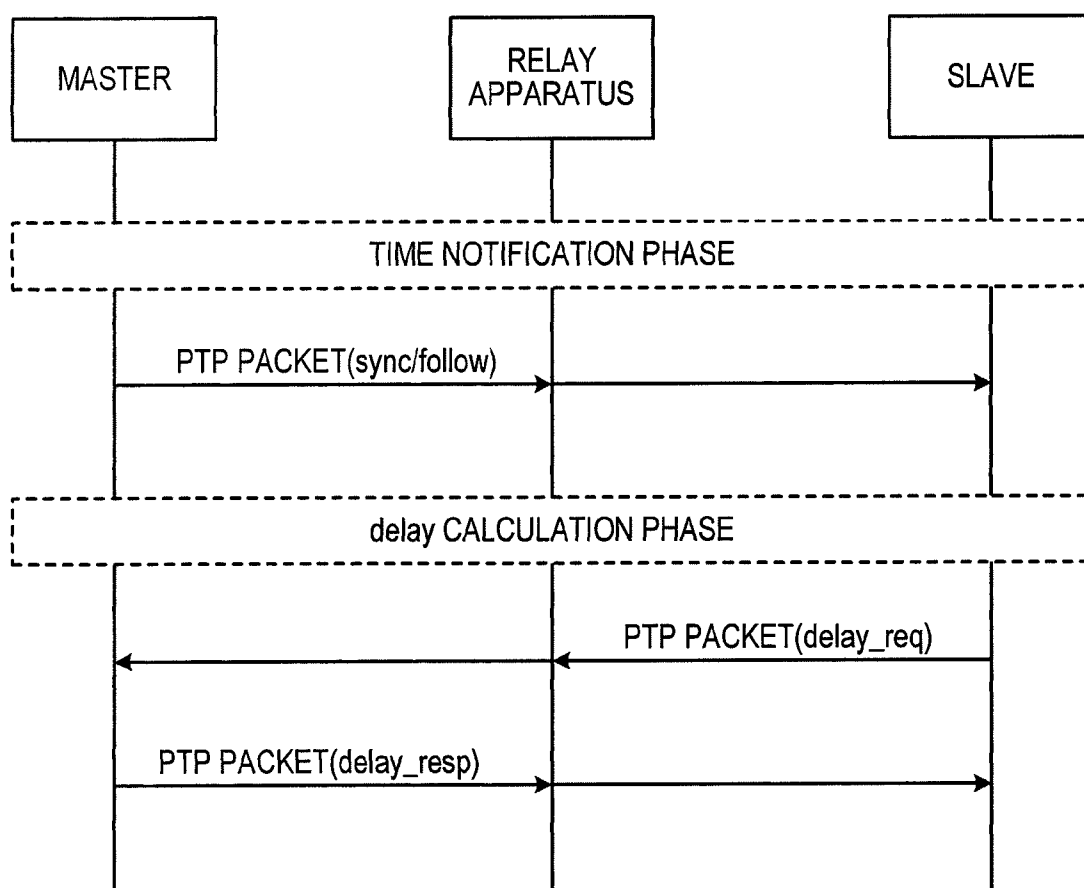 MASTER
RELAY
APPARATUS
SLAVE
TIME NOTIFICATION PHASE
PTP PACKET(sync/follow)
delay CALCULATION PHASE
PTP PACKET(delay_req)
PTP PACKET(delay_resp)